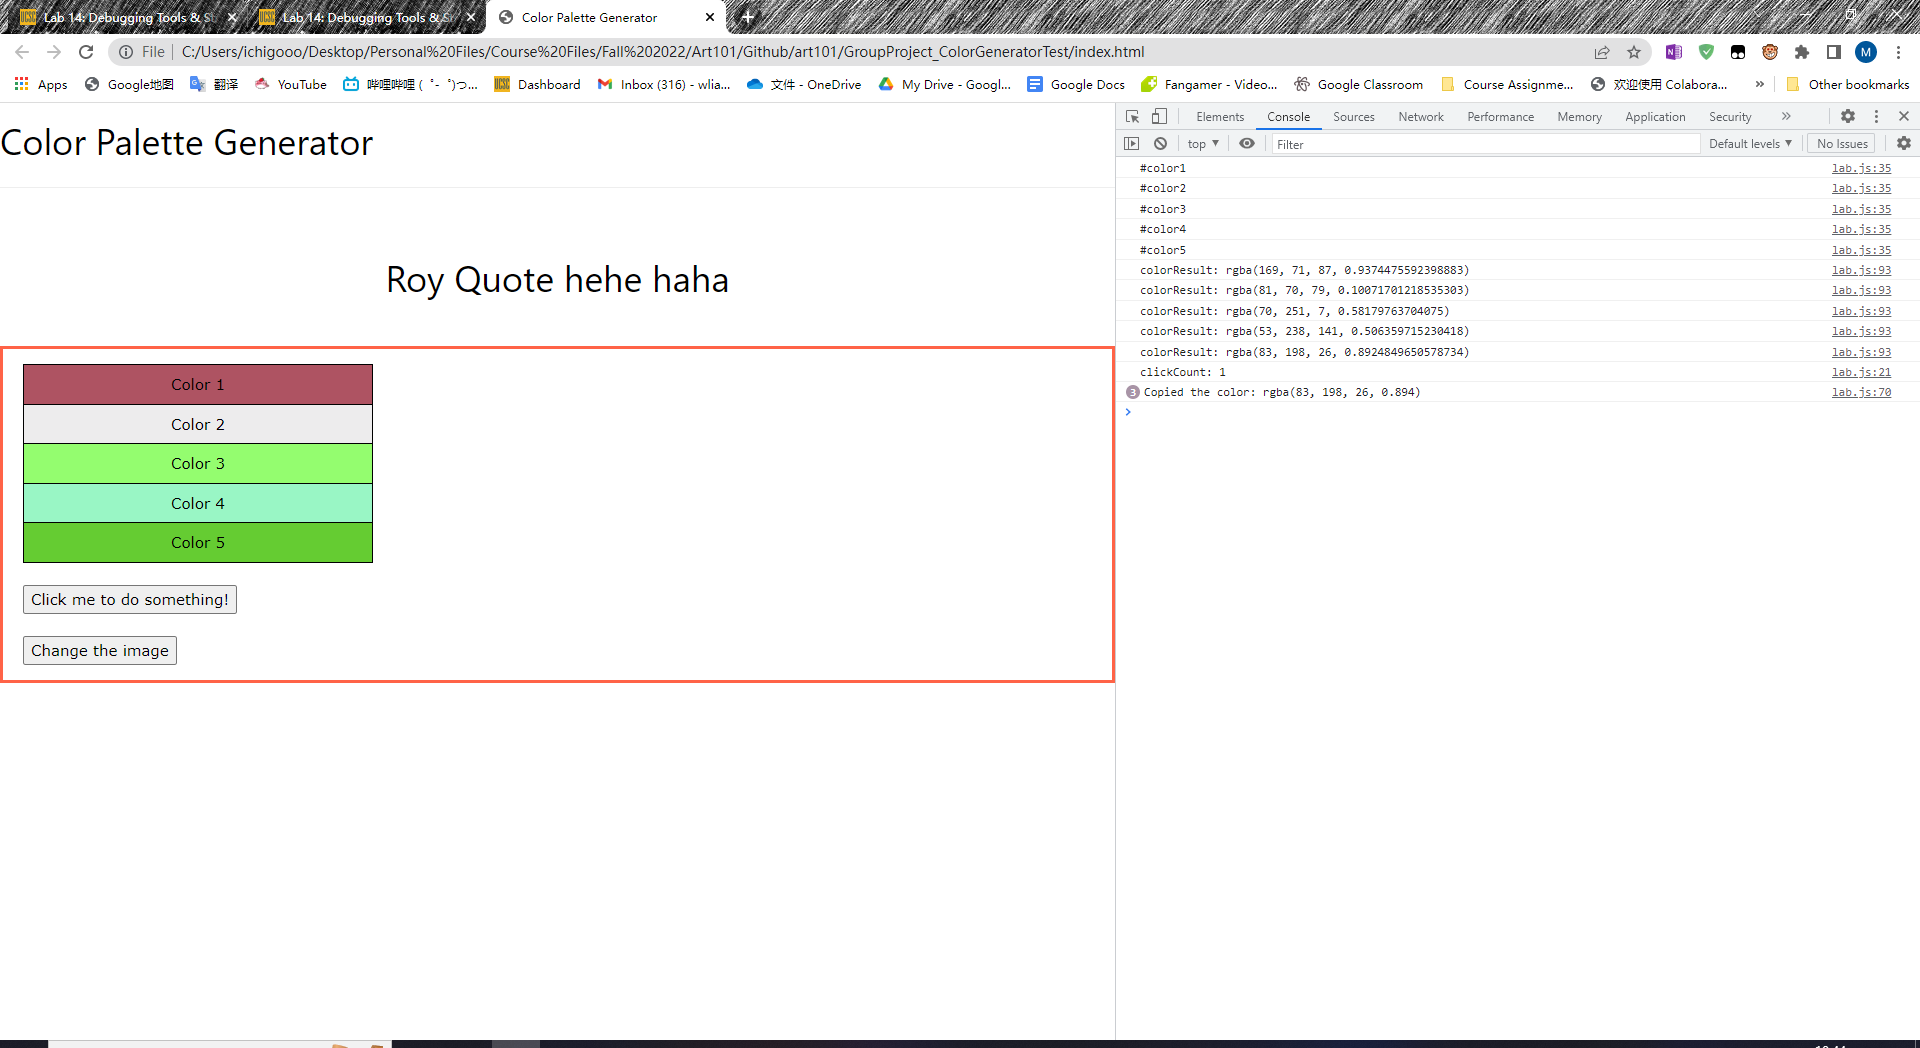 Lab 14: Debugging Tools & St
Lab 14: Debugging Tools & St
Color Palette Generator
File
C:/Users/ichigooo/Desktop/Personal%20Files/Course%20Files/Fall%202022/Art101/Github/art101/GroupProject_ColorGeneratorTest/index.html
M
Apps
Google地图
翻译
YouTube
哔哩哔哩 ( ゜- ゜)つ...
Dashboard
Inbox (316) - wlia...
文件 - OneDrive
My Drive - Googl...
Google Docs
Fangamer - Video...
Google Classroom
Course Assignme...
欢迎使用 Colabora...
»
Other bookmarks
Color Palette Generator
Roy Quote hehe haha
Color 1
Color 2
Color 3
Color 4
Color 5
Click me to do something!
Change the image
Elements Console Sources Network Performance Memory Application Security »
top Filter Default levels No Issues
#color1 lab.js:35
#color2 lab.js:35
#color3 lab.js:35
#color4 lab.js:35
#color5 lab.js:35
colorResult: rgba(169, 71, 87, 0.9374475592398883) lab.js:93
colorResult: rgba(81, 70, 79, 0.10071701218535303) lab.js:93
colorResult: rgba(70, 251, 7, 0.58179763704075) lab.js:93
colorResult: rgba(53, 238, 141, 0.506359715230418) lab.js:93
colorResult: rgba(83, 198, 26, 0.8924849650578734) lab.js:93
clickCount: 1 lab.js:21
3 Copied the color: rgba(83, 198, 26, 0.894) lab.js:70